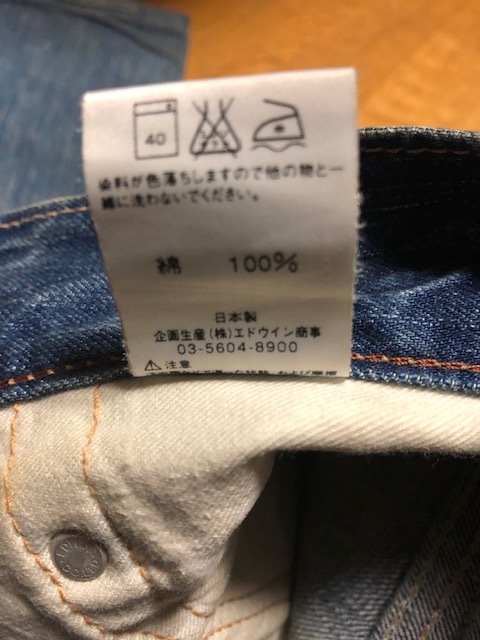 40
染料が色落ちしますので他の物と一
緒に洗わないでください。
綿 100%
日本製
企画生産（株）エドウイン商事
03-5604-8900
⚠注意